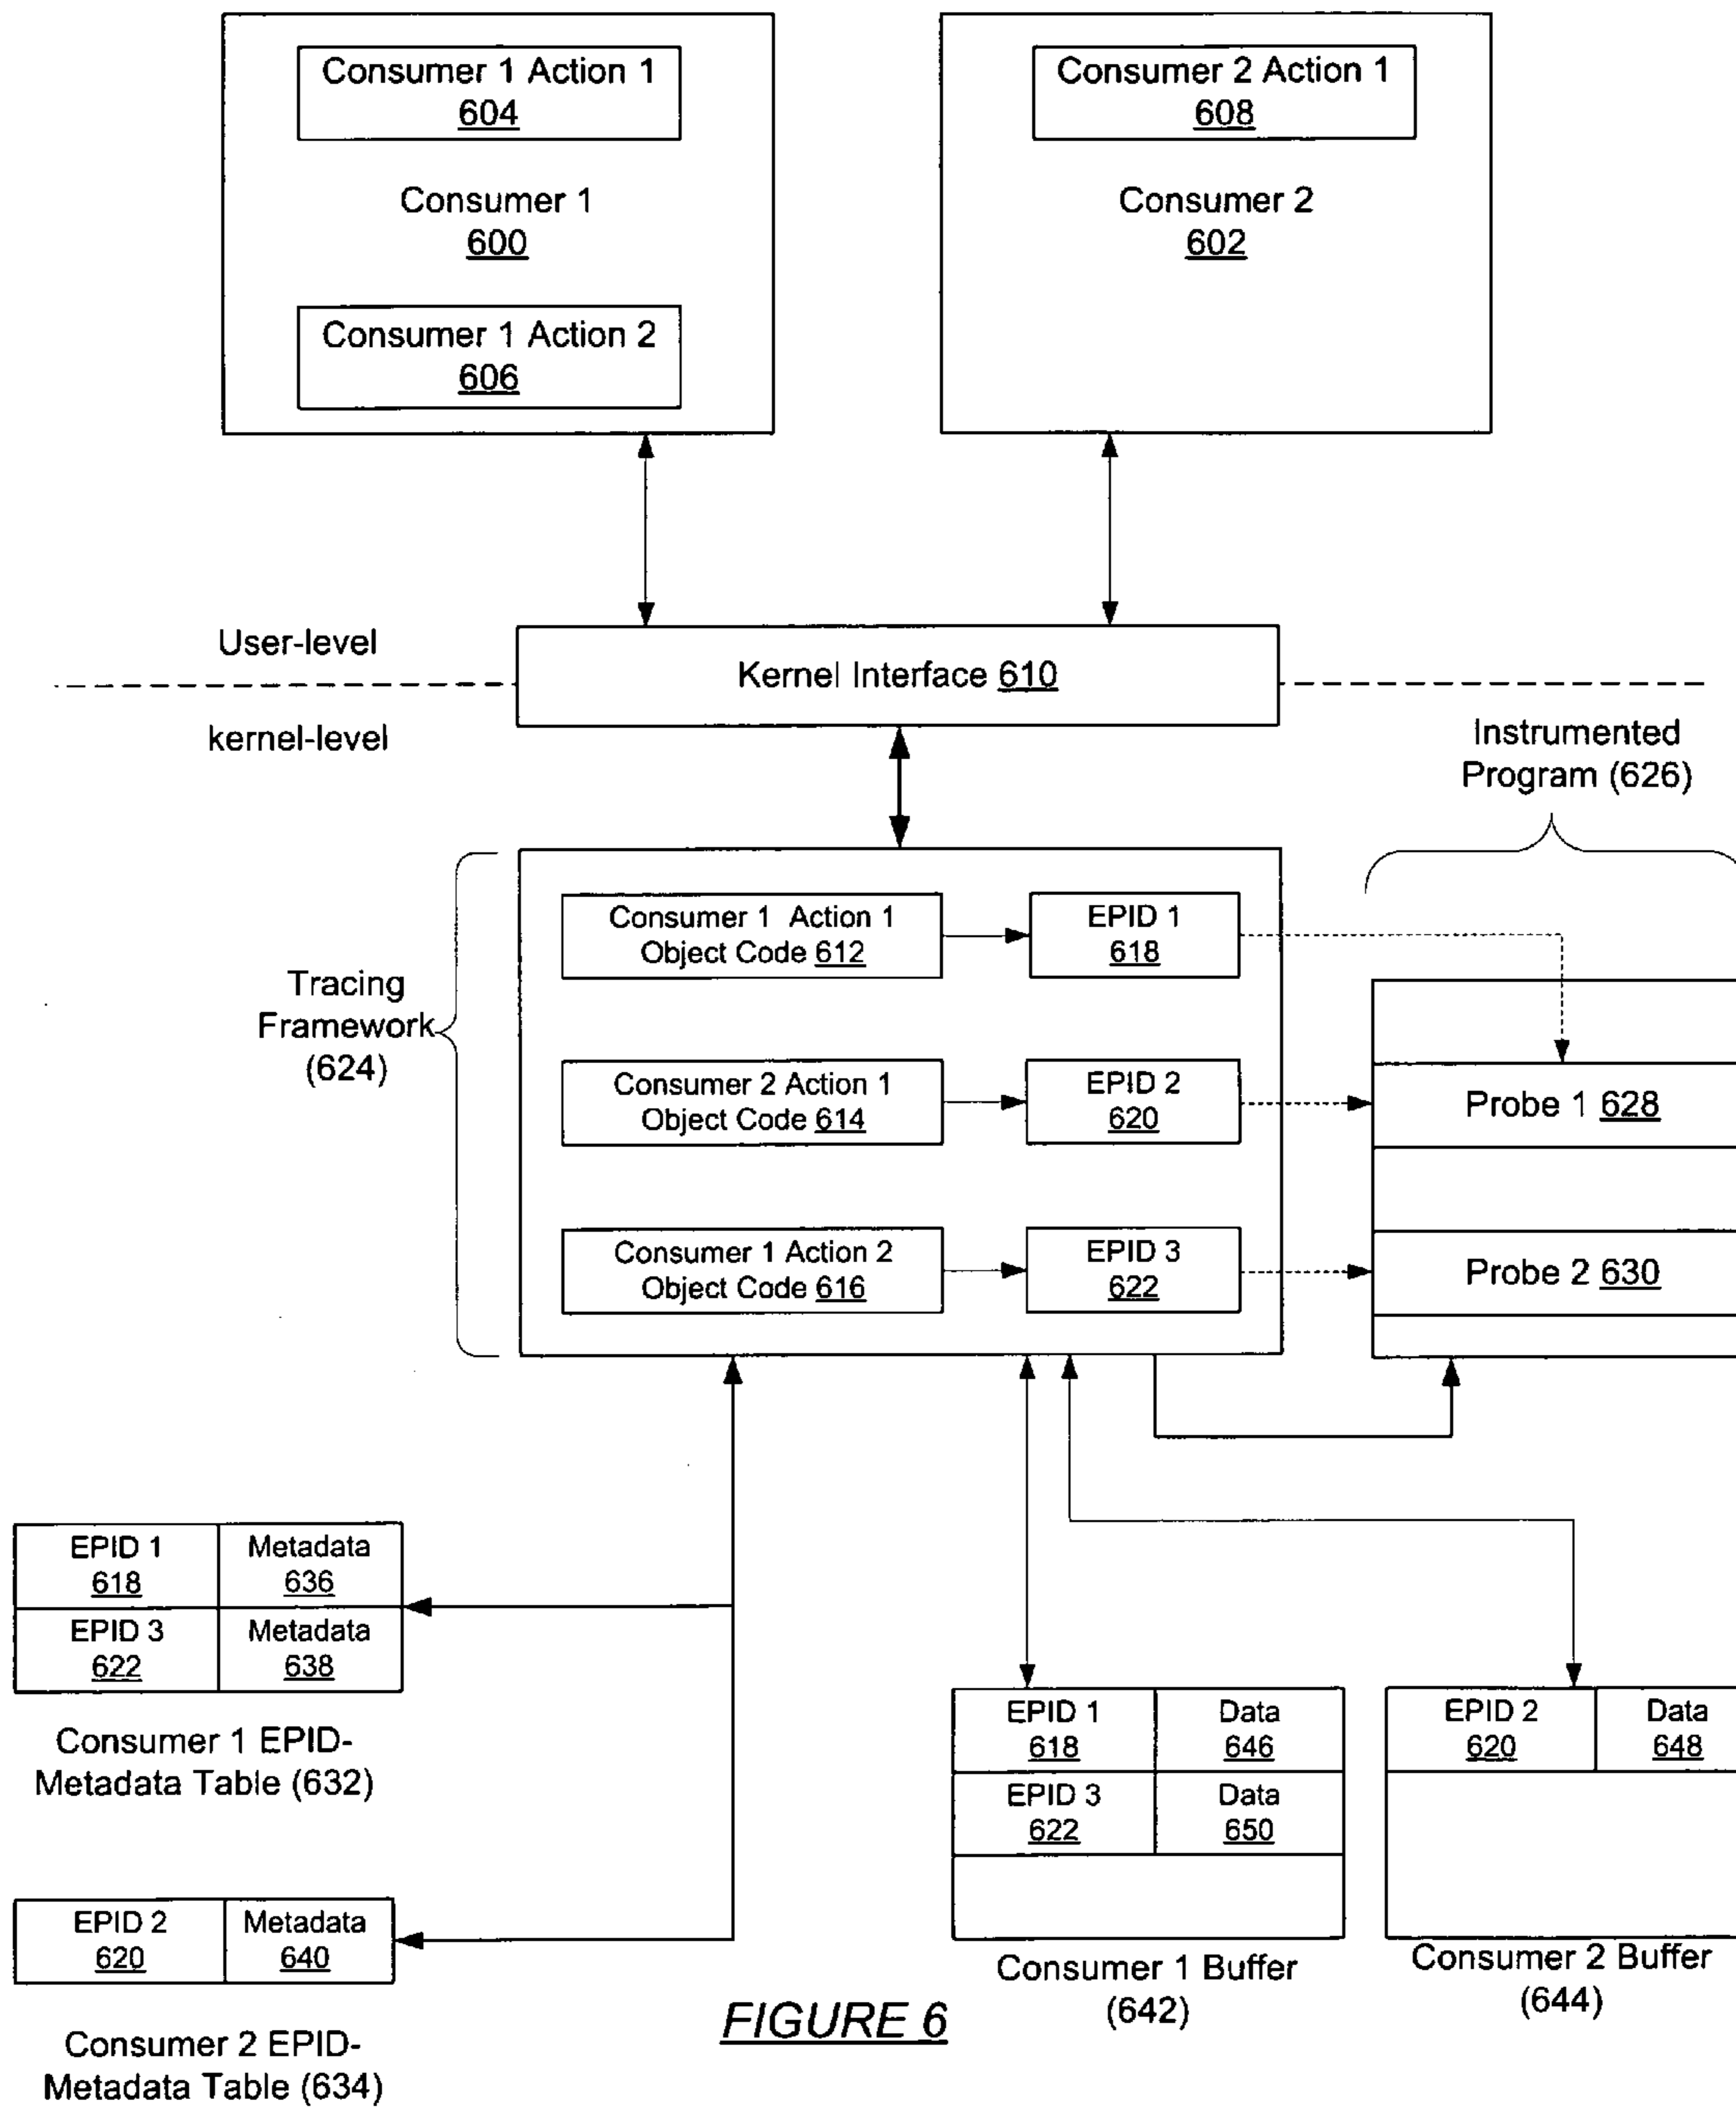 Consumer 1 Action 1
604
Consumer 1
600
Consumer 1 Action 2
606
Consumer 2 Action 1
608
Consumer 2
602
User-level
Kernel Interface 610
kernel-level
Instrumented
Program (626)
Tracing
Framework
(624)
Consumer 1 Action 1
Object Code 612
EPID 1
618
Consumer 2 Action 1
Object Code 614
EPID 2
620
Consumer 1 Action 2
Object Code 616
EPID 3
622
Probe 1 628
Probe 2 630
EPID 1
618
Metadata
636
EPID 3
622
Metadata
638
Consumer 1 EPID-
Metadata Table (632)
EPID 2
620
Metadata
640
Consumer 2 EPID-
Metadata Table (634)
EPID 1
618
Data
646
EPID 3
622
Data
650
Consumer 1 Buffer
(642)
EPID 2
620
Data
648
Consumer 2 Buffer
(644)
FIGURE 6